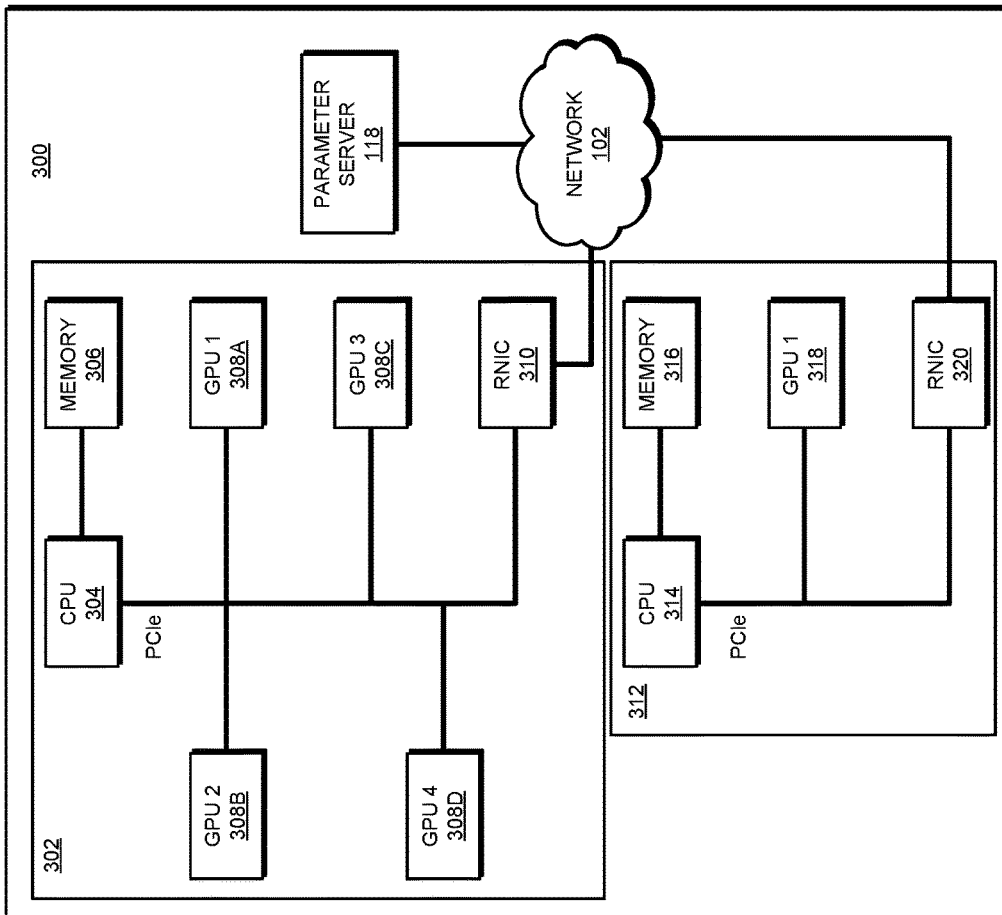 300
PARAMETER
SERVER
118
NETWORK
102
302
MEMORY
306
GPU 1
308A
GPU 3
308C
RNIC
310
CPU
304
PCIe
GPU 2
308B
GPU 4
308D
312
MEMORY
316
GPU 1
318
RNIC
320
CPU
314
PCIe